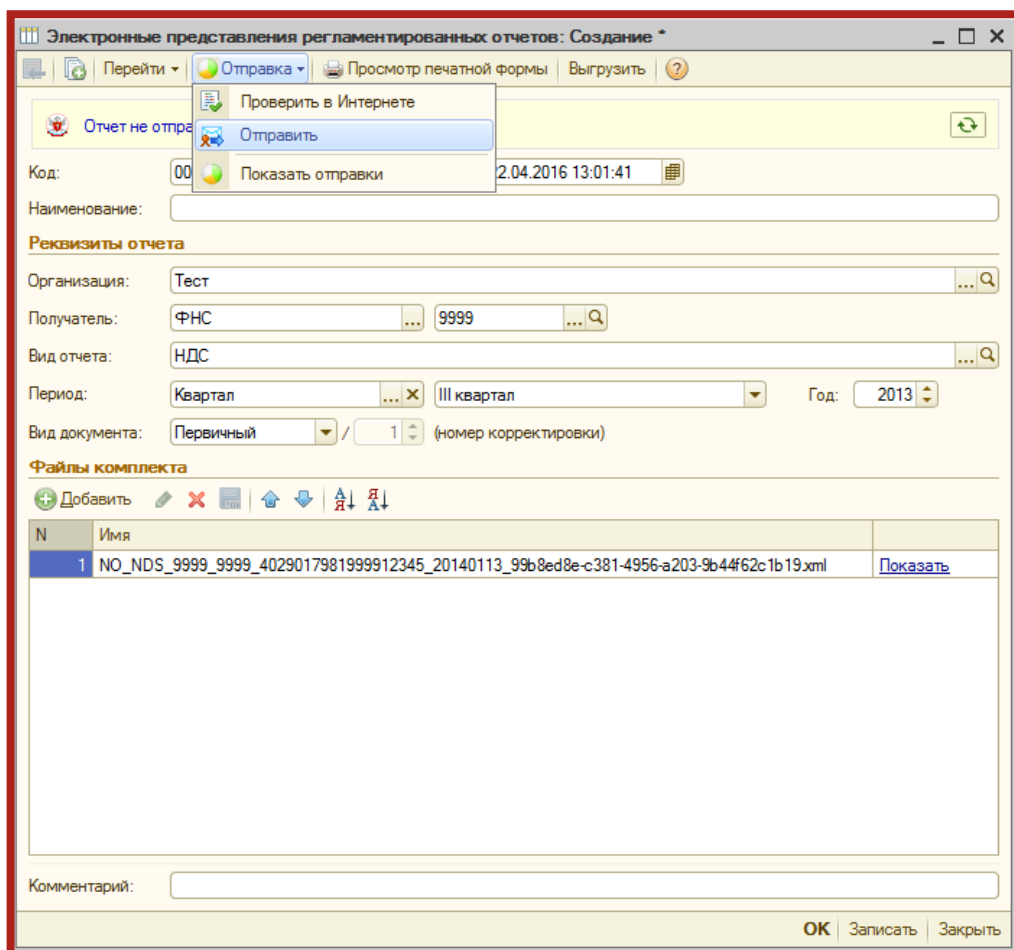 Электронные представления регламентированных отчетов: Создание *
Перейти Отправка Просмотр печатной формы Выгрузить
Проверить в Интернете
Отчет не отпра
Отправить
Показать отправки
Код: 00 2.04.2016 13:01:41
Наименование:
Реквизиты отчета
Организация: Тест
Получатель: ФНС 9999
Вид отчета: НДС
Период: Квартал III квартал Год: 2013
Вид документа: Первичный / 1 (номер корректировки)
Файлы комплекта
Добавить
N Имя
1 NO_NDS_9999_9999_4029017981999912345_20140113_99b8ed8e-c381-4956-a203-9b44f62c1b19.xml Показать
Комментарий:
OK Записать Закрыть